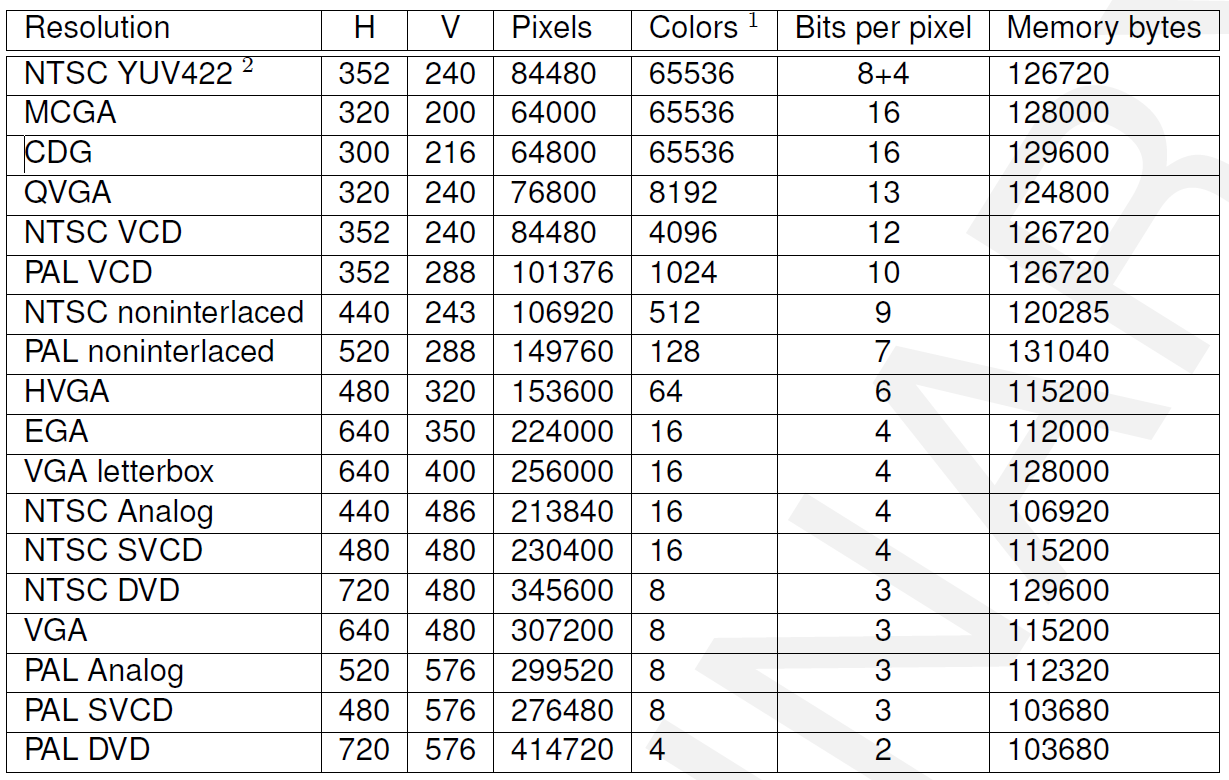 Resolution H V Pixels Colors 1 Bits per pixel Memory bytes
NTSC YUV422 2 352 240 84480 65536 8+4 126720
MCGA 320 200 64000 65536 16 128000
CDG 300 216 64800 65536 16 129600
QVGA 320 240 76800 8192 13 124800
NTSC VCD 352 240 84480 4096 12 126720
PAL VCD 352 288 101376 1024 10 126720
NTSC noninterlaced 440 243 106920 512 9 120285
PAL noninterlaced 520 288 149760 128 7 131040
HVGA 480 320 153600 64 6 115200
EGA 640 350 224000 16 4 112000
VGA letterbox 640 400 256000 16 4 128000
NTSC Analog 440 486 213840 16 4 106920
NTSC SVCD 480 480 230400 16 4 115200
NTSC DVD 720 480 345600 8 3 129600
VGA 640 480 307200 8 3 115200
PAL Analog 520 576 299520 8 3 112320
PAL SVCD 480 576 276480 8 3 103680
PAL DVD 720 576 414720 4 2 103680